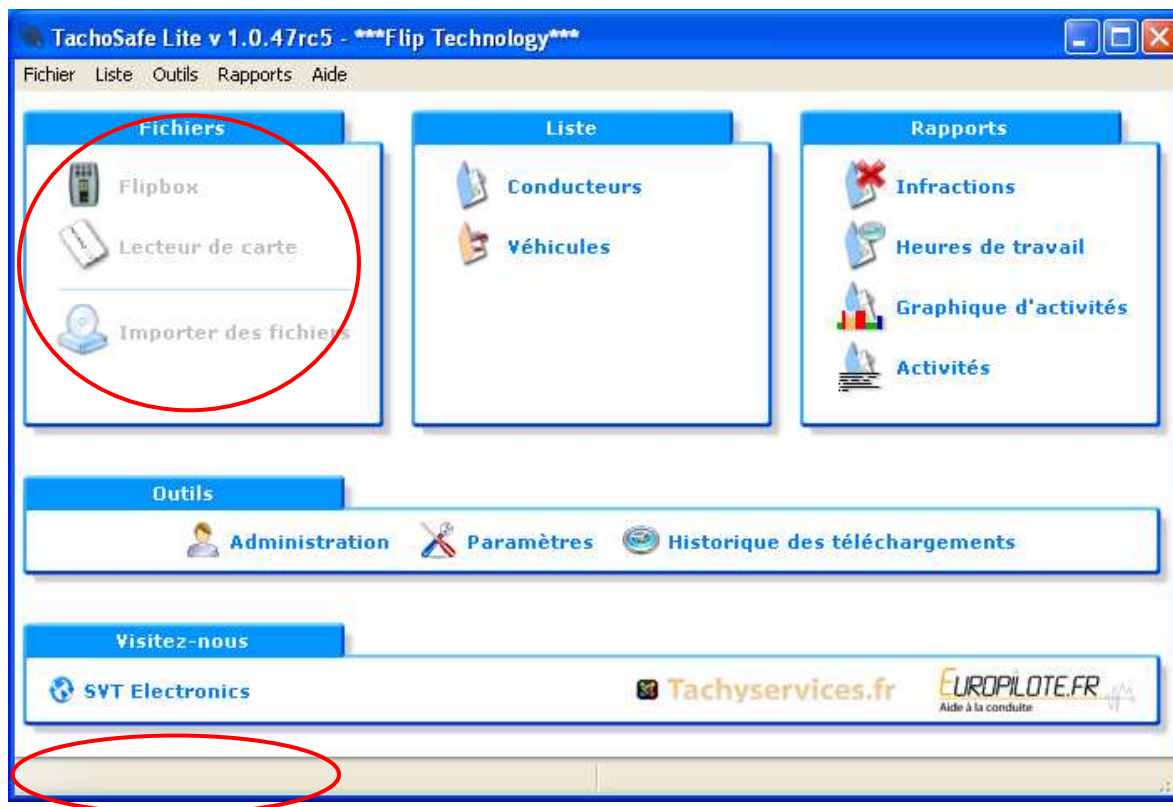 TachoSafe Lite v 1.0.47rc5 - ***Flip Technology***
Fichier Liste Outils Rapports Aide
Fichiers
Flipbox
Lecteur de carte
Importer des fichiers
Liste
Conducteurs
Véhicules
Rapports
Infractions
Heures de travail
Graphique d'activités
Activités
Outils
Administration Paramètres Historique des téléchargements
Visitez-nous
SVT Electronics
Tachyservices.fr
EUROPILOTE.FR
Aide à la conduite